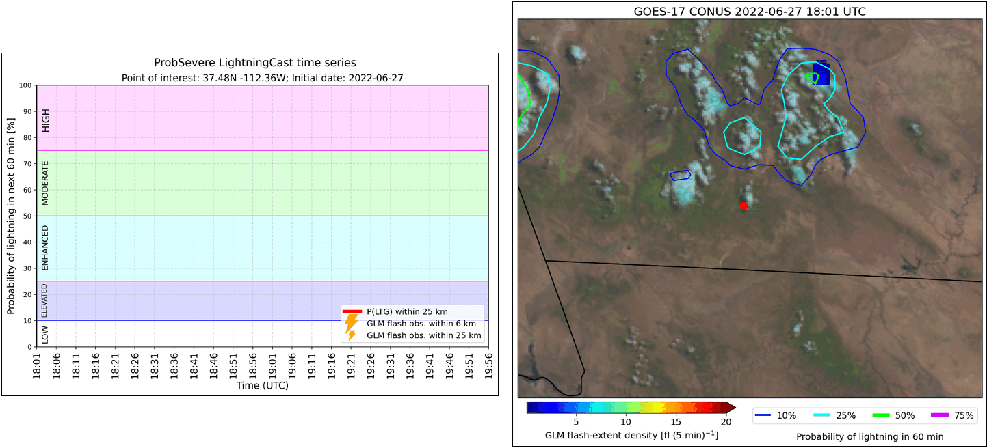 ProbSevere LightningCast time series
Point of interest: 37.48N -112.36W; Initial date: 2022-06-27
Probability of lightning in next 60 min [%]
100
90
80
70
60
50
40
30
20
10
0
HIGH
MODERATE
ENHANCED
ELEVATED
LOW
P(LTG) within 25 km
GLM flash obs. within 6 km
GLM flash obs. within 25 km
18:01 18:06 18:11 18:16 18:21 18:26 18:31 18:36 18:41 18:46 18:51 18:56 19:01 19:06 19:11 19:16 19:21 19:26 19:31 19:36 19:41 19:46 19:51 19:56
Time (UTC)
GOES-17 CONUS 2022-06-27 18:01 UTC
5 10 15 20
GLM flash-extent density [fl (5 min)⁻¹]
10% 25% 50% 75%
Probability of lightning in 60 min